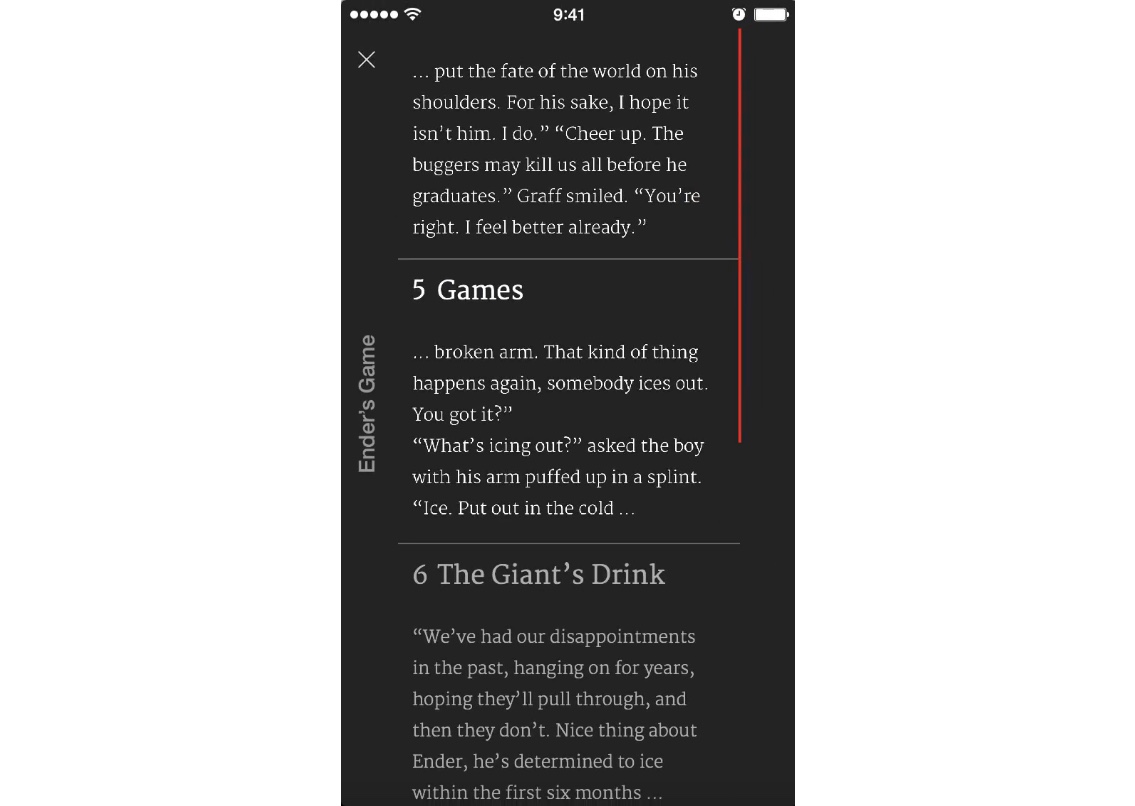 9:41
… put the fate of the world on his
shoulders. For his sake, I hope it
isn’t him. I do.” “Cheer up. The
buggers may kill us all before he
graduates.” Graff smiled. “You’re
right. I feel better already.”
5 Games
… broken arm. That kind of thing
happens again, somebody ices out.
You got it?”
“What’s icing out?” asked the boy
with his arm puffed up in a splint.
“Ice. Put out in the cold …
Ender’s Game
6 The Giant’s Drink
“We’ve had our disappointments
in the past, hanging on for years,
hoping they’ll pull through, and
then they don’t. Nice thing about
Ender, he’s determined to ice
within the first six months …